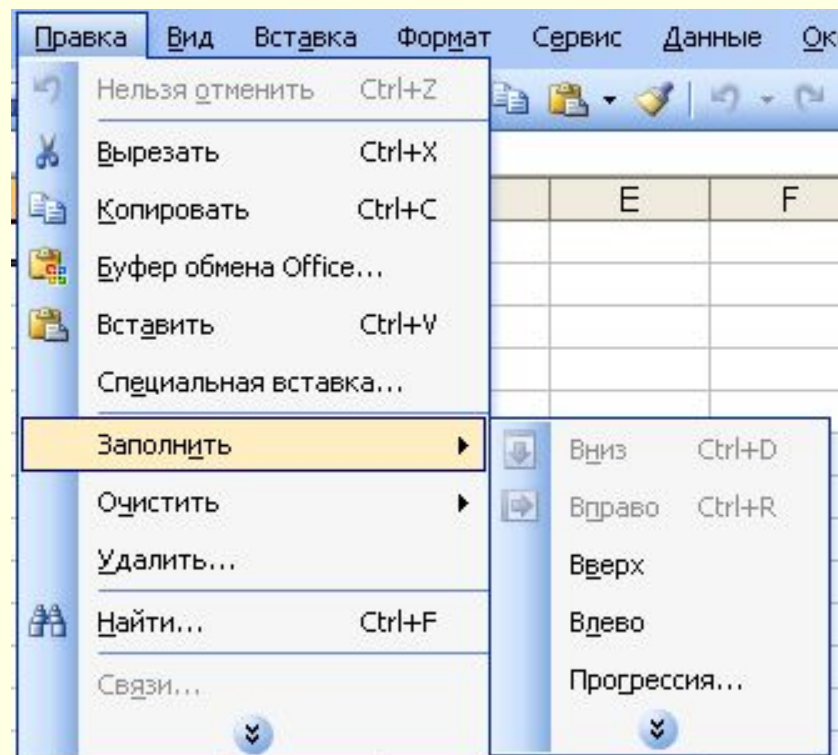 Правка Вид Вставка Формат Сервис Данные Ок
Нельзя отменить Ctrl+Z
Вырезать Ctrl+X
Копировать Ctrl+C
E F
Буфер обмена Office...
Вставить Ctrl+V
Специальная вставка...
Заполнить
Вниз Ctrl+D
Очистить
Вправо Ctrl+R
Удалить...
Вверх
Найти... Ctrl+F
Влево
Связи...
Прогрессия...